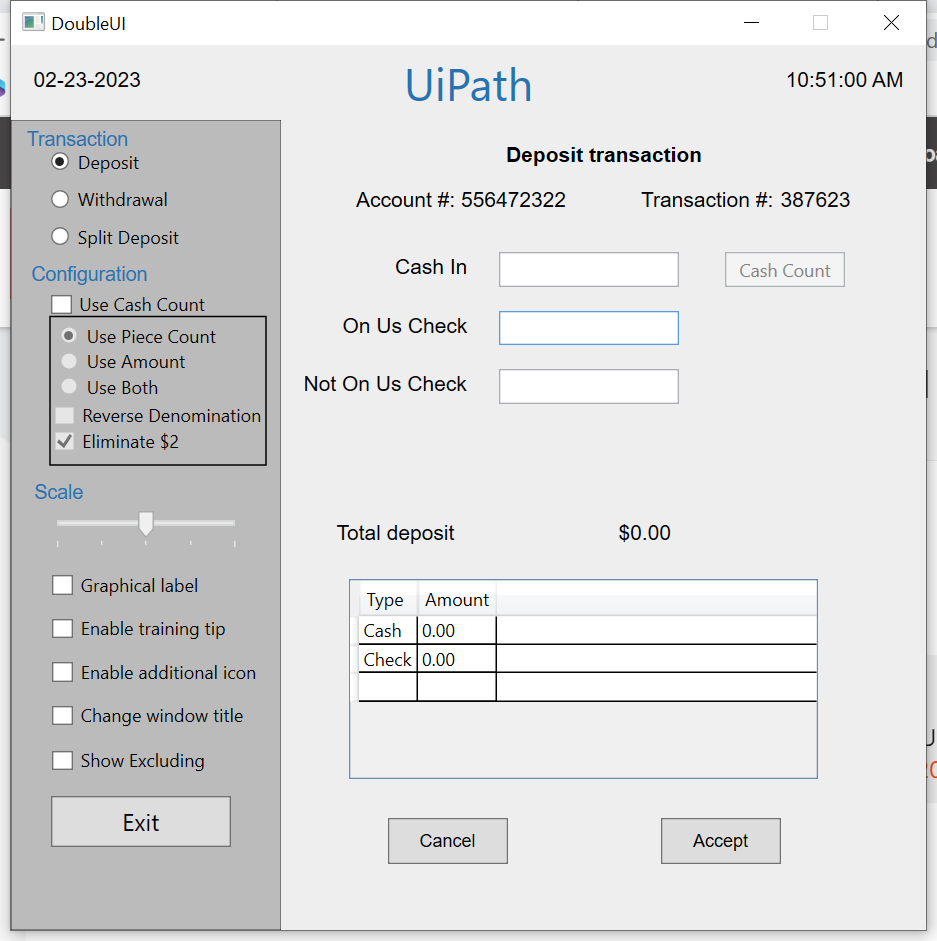 DoubleUI
02-23-2023
UiPath
10:51:00 AM
Transaction
Deposit
Withdrawal
Split Deposit
Configuration
Use Cash Count
Use Piece Count
Use Amount
Use Both
Reverse Denomination
Eliminate $2
Scale
Graphical label
Enable training tip
Enable additional icon
Change window title
Show Excluding
Exit
Deposit transaction
Account #: 556472322 Transaction #: 387623
Cash In
Cash Count
On Us Check
Not On Us Check
Total deposit $0.00
Type Amount
Cash 0.00
Check 0.00
Cancel Accept